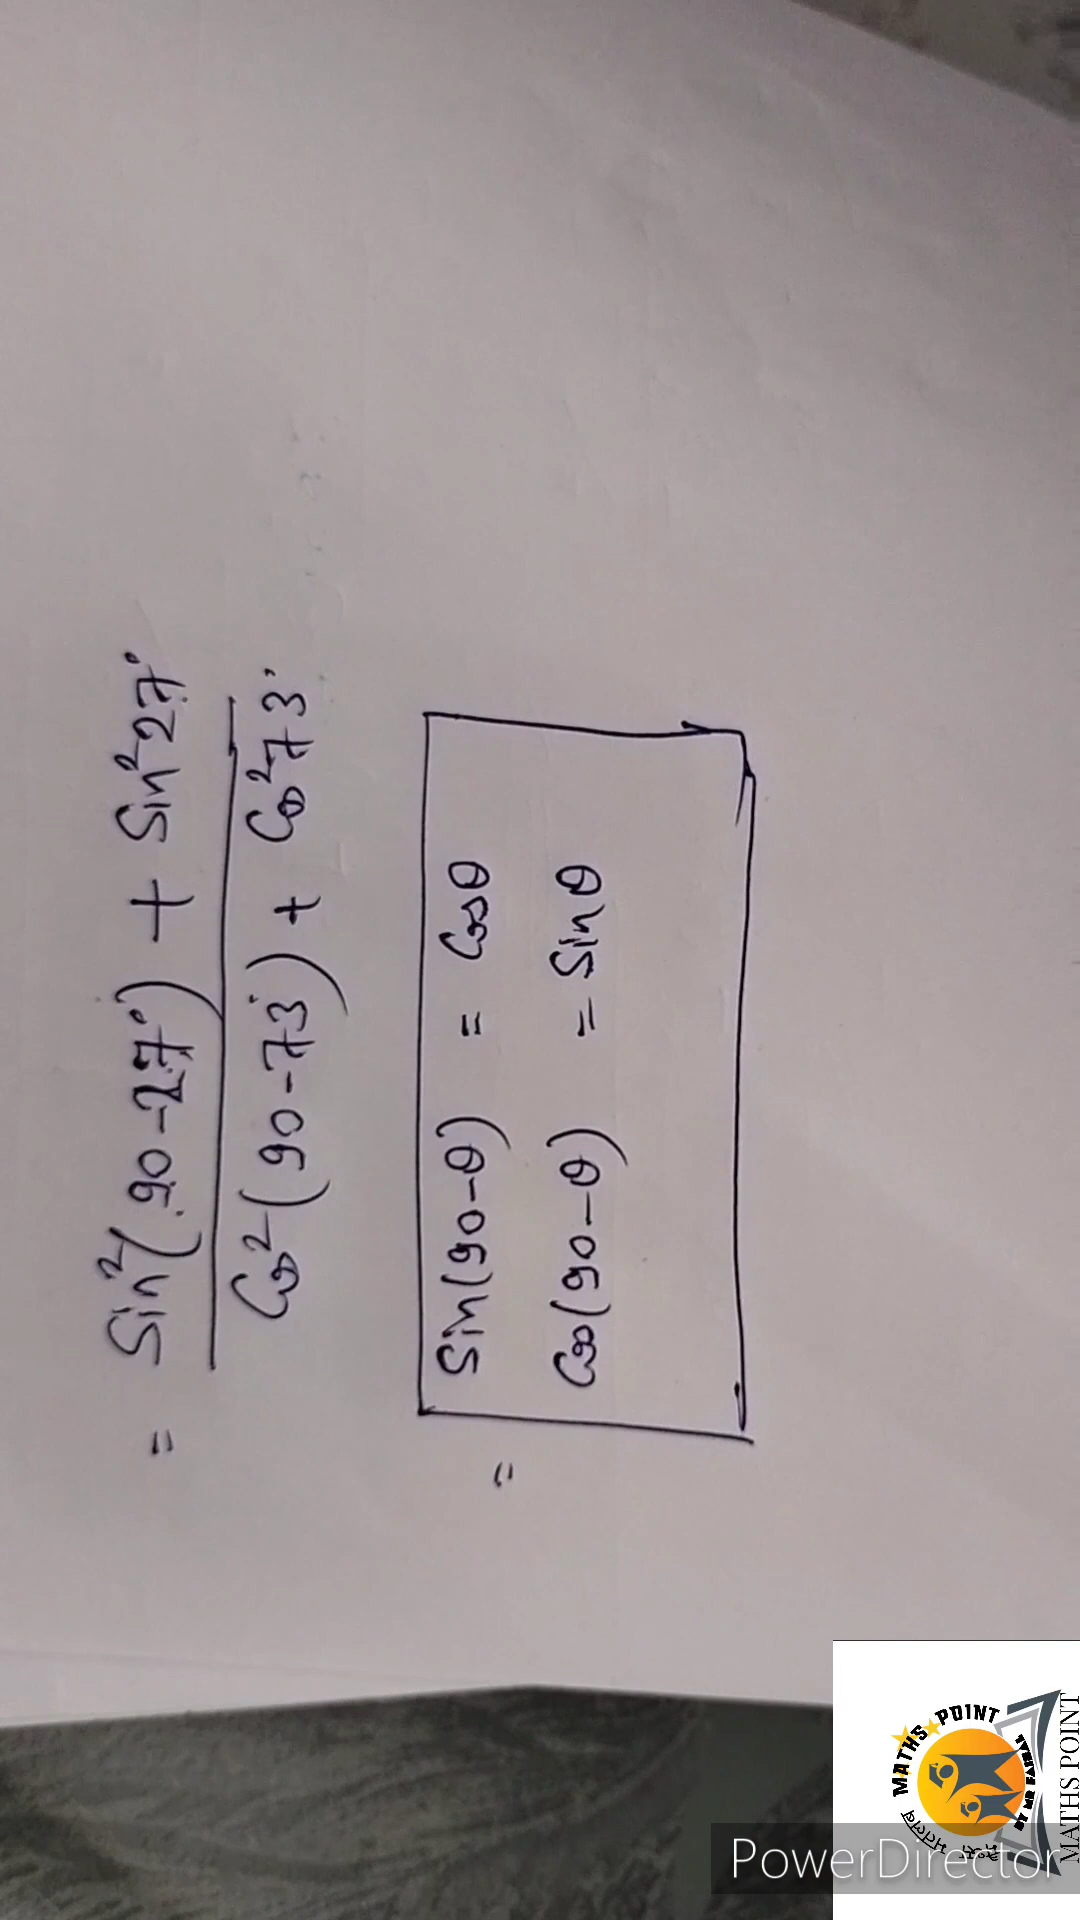 = Sin²(90-27°) + Sin²27°
Cos²(90-73°) + Cos²73°
Sin(90-θ) = Cosθ
=
Cos(90-θ) = Sinθ
MATHS POINT
MATHS POINT
PowerDirector